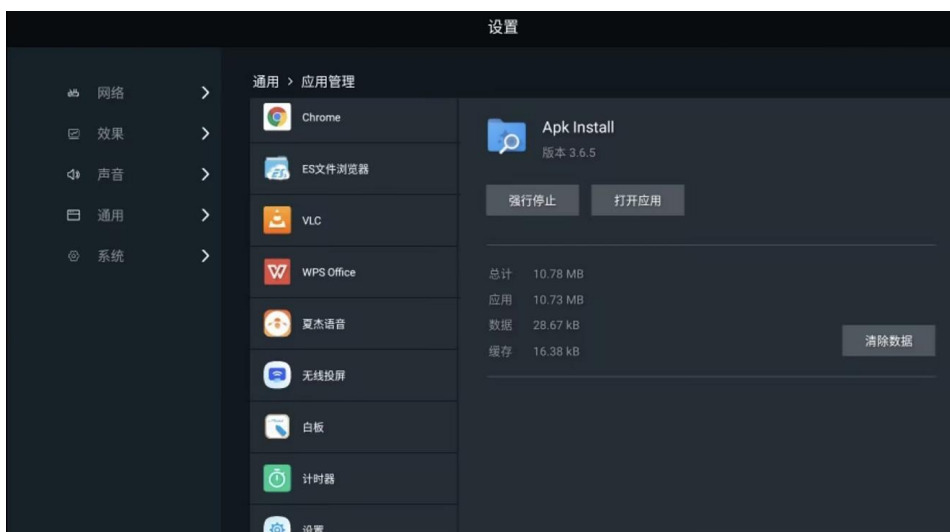 设置
网络
效果
声音
通用
系统
通用 > 应用管理
Chrome
ES文件浏览器
VLC
WPS Office
夏杰语音
无线投屏
白板
计时器
设置
Apk Install
版本 3.6.5
强行停止 打开应用
总计 10.78 MB
应用 10.73 MB
数据 28.67 kB
缓存 16.38 kB
清除数据